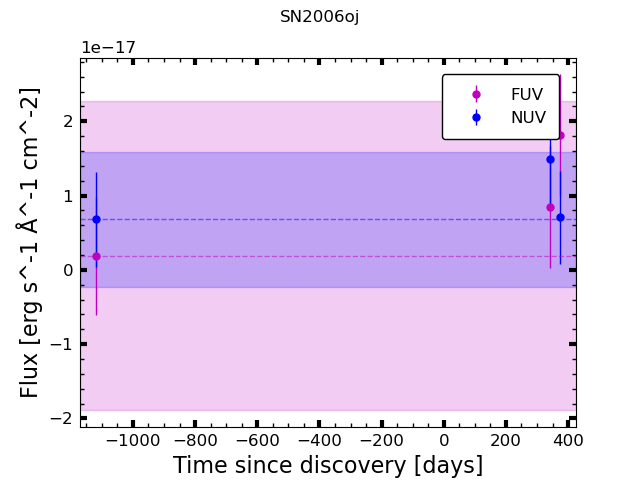 SN2006oj
1e−17
FUV
NUV
2
1
0
−1
−2
Flux [erg s^-1 Å^-1 cm^-2]
−1000 −800 −600 −400 −200 0 200 400
Time since discovery [days]